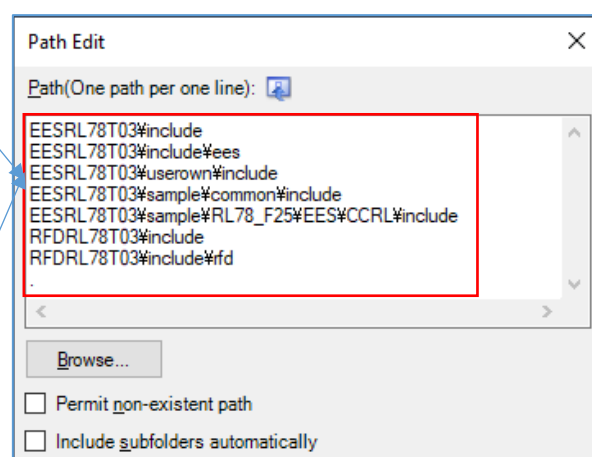 Path Edit
Path(One path per one line):
EESRL78T03¥include
EESRL78T03¥include¥ees
EESRL78T03¥userown¥include
EESRL78T03¥sample¥common¥include
EESRL78T03¥sample¥RL78_F25¥EES¥CCRL¥include
RFDRL78T03¥include
RFDRL78T03¥include¥rfd
.
Browse...
Permit non-existent path
Include subfolders automatically